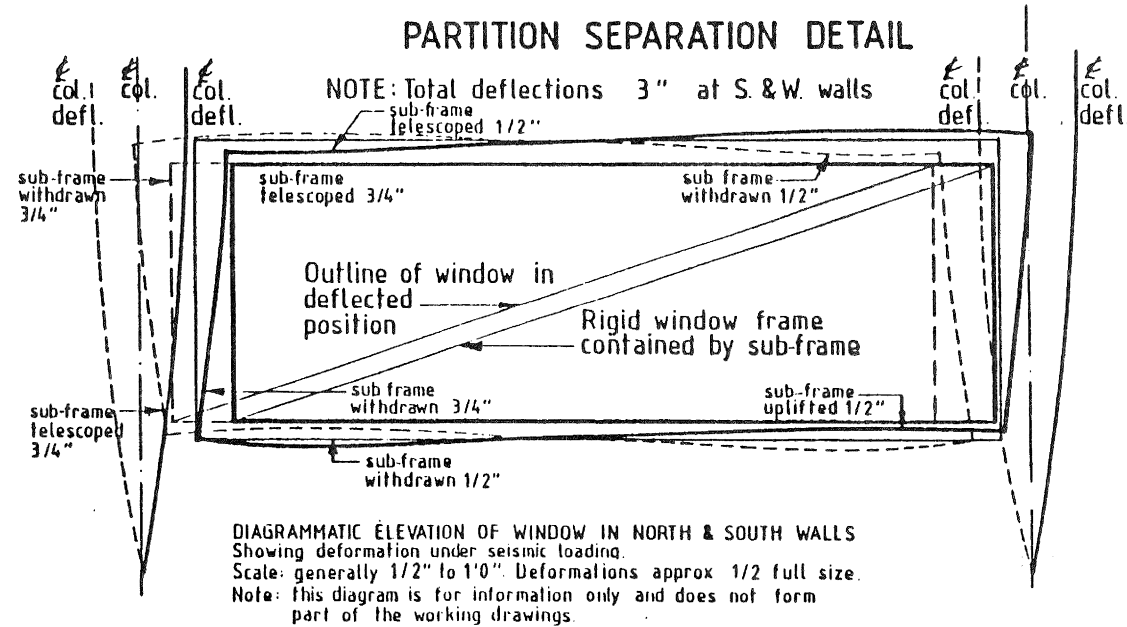 PARTITION SEPARATION DETAIL
NOTE: Total deflections 3" at S. & W. walls
℄ col. defl.
℄ col.
℄ col. defl.
℄ col. defl.
℄ col.
℄ col. defl
sub-frame
telescoped 1/2"
sub-frame
withdrawn
3/4"
sub-frame
telescoped 3/4"
sub frame
withdrawn 1/2"
Outline of window in
deflected
position
Rigid window frame
contained by sub-frame
sub-frame
telescoped
3/4"
sub frame
withdrawn 3/4"
sub-frame
uplifted 1/2"
sub-frame
withdrawn 1/2"
DIAGRAMMATIC ELEVATION OF WINDOW IN NORTH & SOUTH WALLS
Showing deformation under seismic loading.
Scale: generally 1/2" to 1'0". Deformations approx 1/2 full size.
Note: this diagram is for information only and does not form
part of the working drawings.